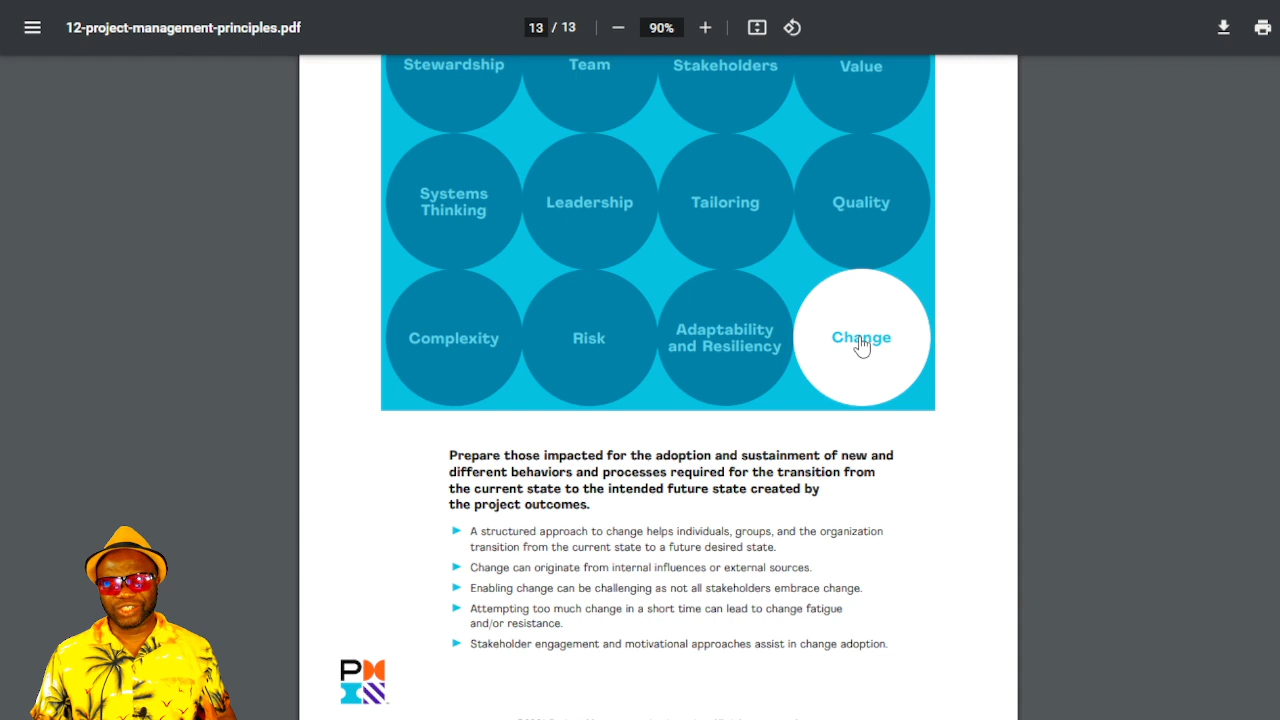 12-project-management-principles.pdf
13 / 13
90%
Stewardship
Team
Stakeholders
Value
Systems
Thinking
Leadership
Tailoring
Quality
Complexity
Risk
Adaptability
and Resiliency
Change
Prepare those impacted for the adoption and sustainment of new and
different behaviors and processes required for the transition from
the current state to the intended future state created by
the project outcomes.
A structured approach to change helps individuals, groups, and the organization
transition from the current state to a future desired state.
Change can originate from internal influences or external sources.
Enabling change can be challenging as not all stakeholders embrace change.
Attempting too much change in a short time can lead to change fatigue
and/or resistance.
Stakeholder engagement and motivational approaches assist in change adoption.